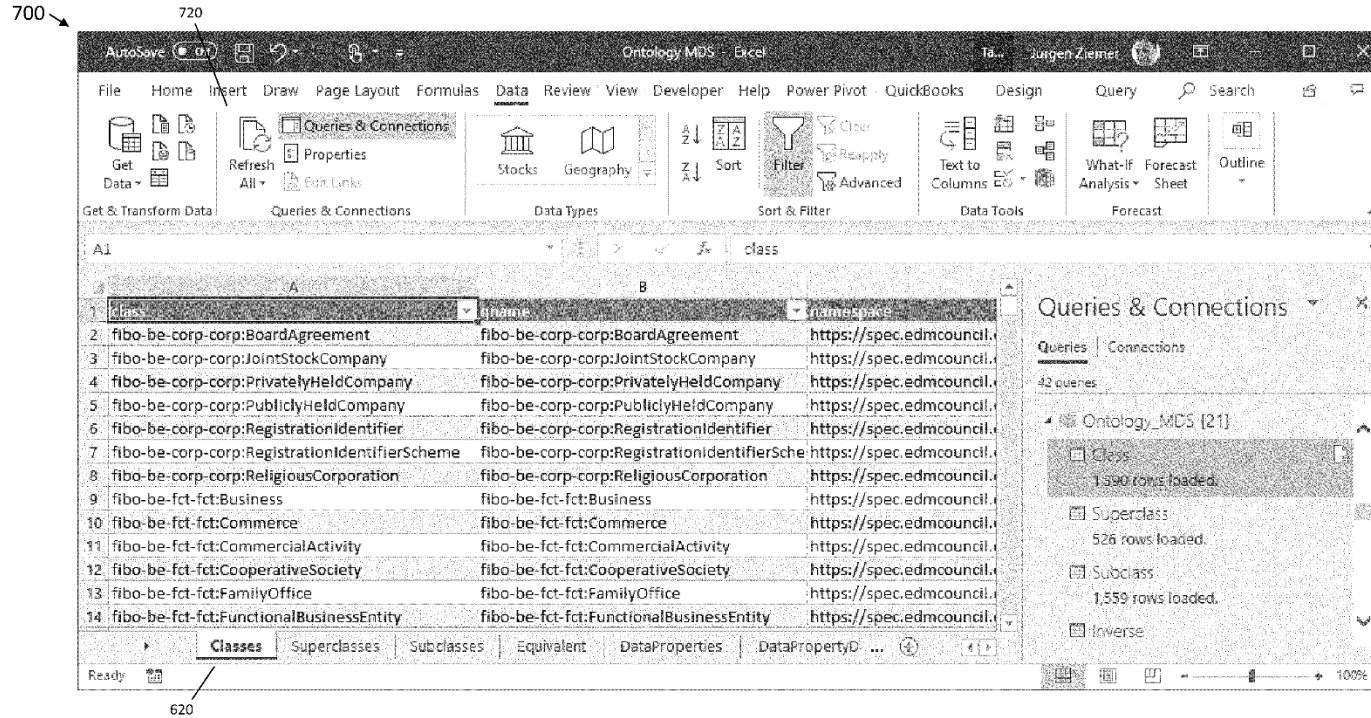 700
720
AutoSave Off Ontology MDS - Excel Ta... Jurgen Ziemer
File Home Insert Draw Page Layout Formulas Data Review View Developer Help Power Pivot QuickBooks Design Query Search
Get Data
Refresh All
Queries & Connections
Properties
Edit Links
Stocks
Geography
Sort
Filter
Clear
Reapply
Advanced
Text to Columns
What-If Analysis
Forecast Sheet
Outline
Get & Transform Data Queries & Connections Data Types Sort & Filter Data Tools Forecast
A1 fx class
A B
1 class qname namespace
2 fibo-be-corp-corp:BoardAgreement fibo-be-corp-corp:BoardAgreement https://spec.edmcouncil.
3 fibo-be-corp-corp:JointStockCompany fibo-be-corp-corp:JointStockCompany https://spec.edmcouncil.
4 fibo-be-corp-corp:PrivatelyHeldCompany fibo-be-corp-corp:PrivatelyHeldCompany https://spec.edmcouncil.
5 fibo-be-corp-corp:PubliclyHeldCompany fibo-be-corp-corp:PubliclyHeldCompany https://spec.edmcouncil.
6 fibo-be-corp-corp:RegistrationIdentifier fibo-be-corp-corp:RegistrationIdentifier https://spec.edmcouncil.
7 fibo-be-corp-corp:RegistrationIdentifierScheme fibo-be-corp-corp:RegistrationIdentifierSche https://spec.edmcouncil.
8 fibo-be-corp-corp:ReligiousCorporation fibo-be-corp-corp:ReligiousCorporation https://spec.edmcouncil.
9 fibo-be-fct-fct:Business fibo-be-fct-fct:Business https://spec.edmcouncil.
10 fibo-be-fct-fct:Commerce fibo-be-fct-fct:Commerce https://spec.edmcouncil.
11 fibo-be-fct-fct:CommercialActivity fibo-be-fct-fct:CommercialActivity https://spec.edmcouncil.
12 fibo-be-fct-fct:CooperativeSociety fibo-be-fct-fct:CooperativeSociety https://spec.edmcouncil.
13 fibo-be-fct-fct:FamilyOffice fibo-be-fct-fct:FamilyOffice https://spec.edmcouncil.
14 fibo-be-fct-fct:FunctionalBusinessEntity fibo-be-fct-fct:FunctionalBusinessEntity https://spec.edmcouncil.
Queries & Connections
Queries Connections
42 queries
Ontology_MDS [21]
Class
1,390 rows loaded.
Superclass
526 rows loaded.
Subclass
1,559 rows loaded.
Inverse
Classes Superclasses Subclasses Equivalent DataProperties DataPropertyD ...
Ready 100%
620